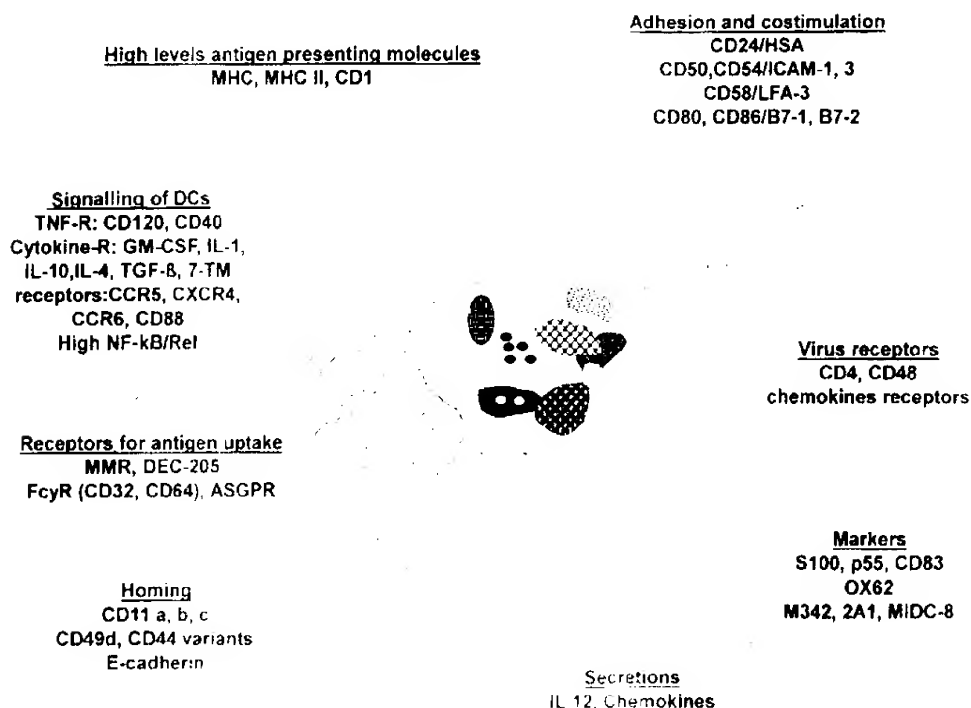 High levels antigen presenting molecules
MHC, MHC II, CD1
Adhesion and costimulation
CD24/HSA
CD50,CD54/ICAM-1, 3
CD58/LFA-3
CD80, CD86/B7-1, B7-2
Signalling of DCs
TNF-R: CD120, CD40
Cytokine-R: GM-CSF, IL-1,
IL-10,IL-4, TGF-ß, 7-TM
receptors:CCR5, CXCR4,
CCR6, CD88
High NF-kB/Rel
Virus receptors
CD4, CD48
chemokines receptors
Receptors for antigen uptake
MMR, DEC-205
FcyR (CD32, CD64), ASGPR
Markers
S100, p55, CD83
OX62
M342, 2A1, MIDC-8
Homing
CD11 a, b, c
CD49d, CD44 variants
E-cadherin
Secretions
IL 12, Chemokines